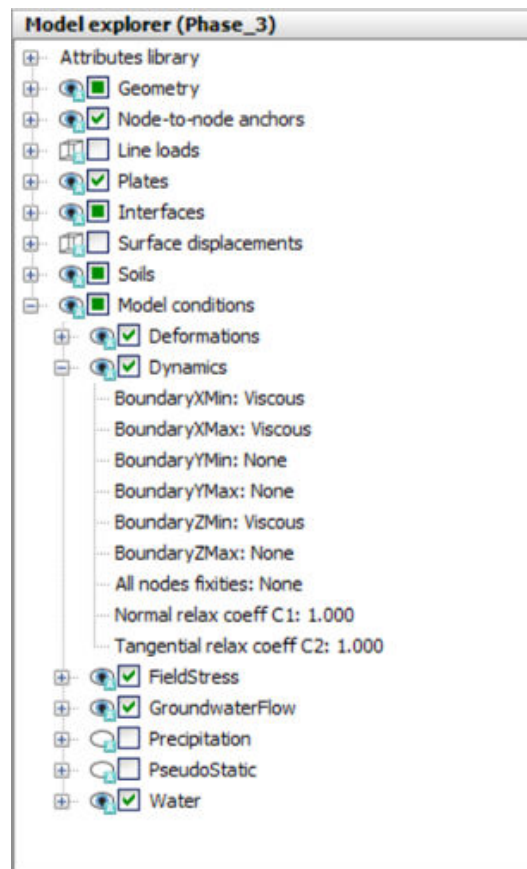 Model explorer (Phase_3)
Attributes library
Geometry
Node-to-node anchors
Line loads
Plates
Interfaces
Surface displacements
Soils
Model conditions
Deformations
Dynamics
BoundaryXMin: Viscous
BoundaryXMax: Viscous
BoundaryYMin: None
BoundaryYMax: None
BoundaryZMin: Viscous
BoundaryZMax: None
All nodes fixities: None
Normal relax coeff C1: 1.000
Tangential relax coeff C2: 1.000
FieldStress
GroundwaterFlow
Precipitation
PseudoStatic
Water